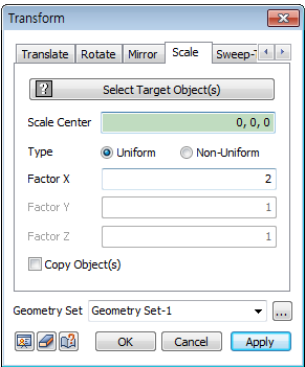 Transform
Translate Rotate Mirror Scale Sweep-
Select Target Object(s)
Scale Center 0, 0, 0
Type Uniform Non-Uniform
Factor X 2
Factor Y 1
Factor Z 1
Copy Object(s)
Geometry Set Geometry Set-1 ...
OK Cancel Apply